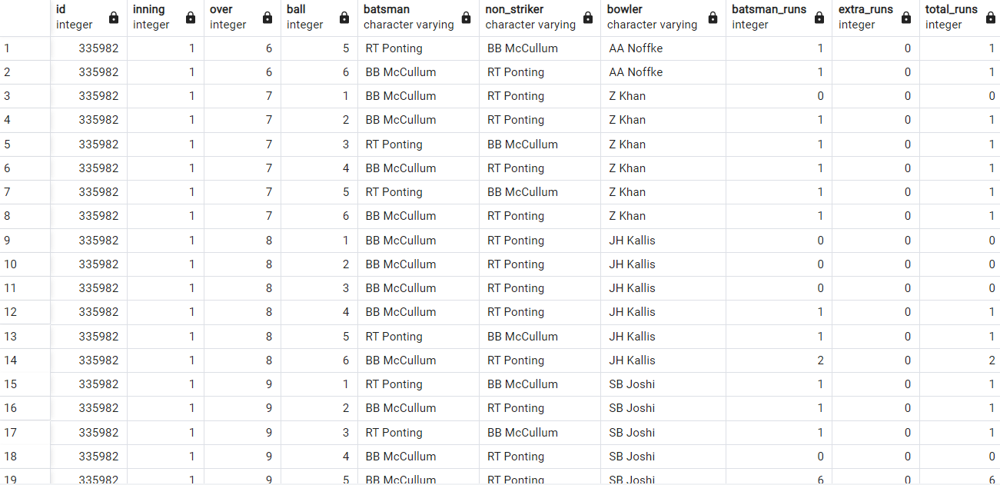 id inning over ball batsman non_striker bowler batsman_runs extra_runs total_runs
integer integer integer integer character varying character varying character varying integer integer integer
1 335982 1 6 5 RT Ponting BB McCullum AA Noffke 1 0 1
2 335982 1 6 6 BB McCullum RT Ponting AA Noffke 1 0 1
3 335982 1 7 1 BB McCullum RT Ponting Z Khan 0 0 0
4 335982 1 7 2 BB McCullum RT Ponting Z Khan 1 0 1
5 335982 1 7 3 RT Ponting BB McCullum Z Khan 1 0 1
6 335982 1 7 4 BB McCullum RT Ponting Z Khan 1 0 1
7 335982 1 7 5 RT Ponting BB McCullum Z Khan 1 0 1
8 335982 1 7 6 BB McCullum RT Ponting Z Khan 1 0 1
9 335982 1 8 1 BB McCullum RT Ponting JH Kallis 0 0 0
10 335982 1 8 2 BB McCullum RT Ponting JH Kallis 0 0 0
11 335982 1 8 3 BB McCullum RT Ponting JH Kallis 0 0 0
12 335982 1 8 4 BB McCullum RT Ponting JH Kallis 1 0 1
13 335982 1 8 5 RT Ponting BB McCullum JH Kallis 1 0 1
14 335982 1 8 6 BB McCullum RT Ponting JH Kallis 2 0 2
15 335982 1 9 1 RT Ponting BB McCullum SB Joshi 1 0 1
16 335982 1 9 2 BB McCullum RT Ponting SB Joshi 1 0 1
17 335982 1 9 3 RT Ponting BB McCullum SB Joshi 1 0 1
18 335982 1 9 4 BB McCullum RT Ponting SB Joshi 0 0 0
19 335982 1 9 5 BB McCullum RT Ponting SB Joshi 6 0 6